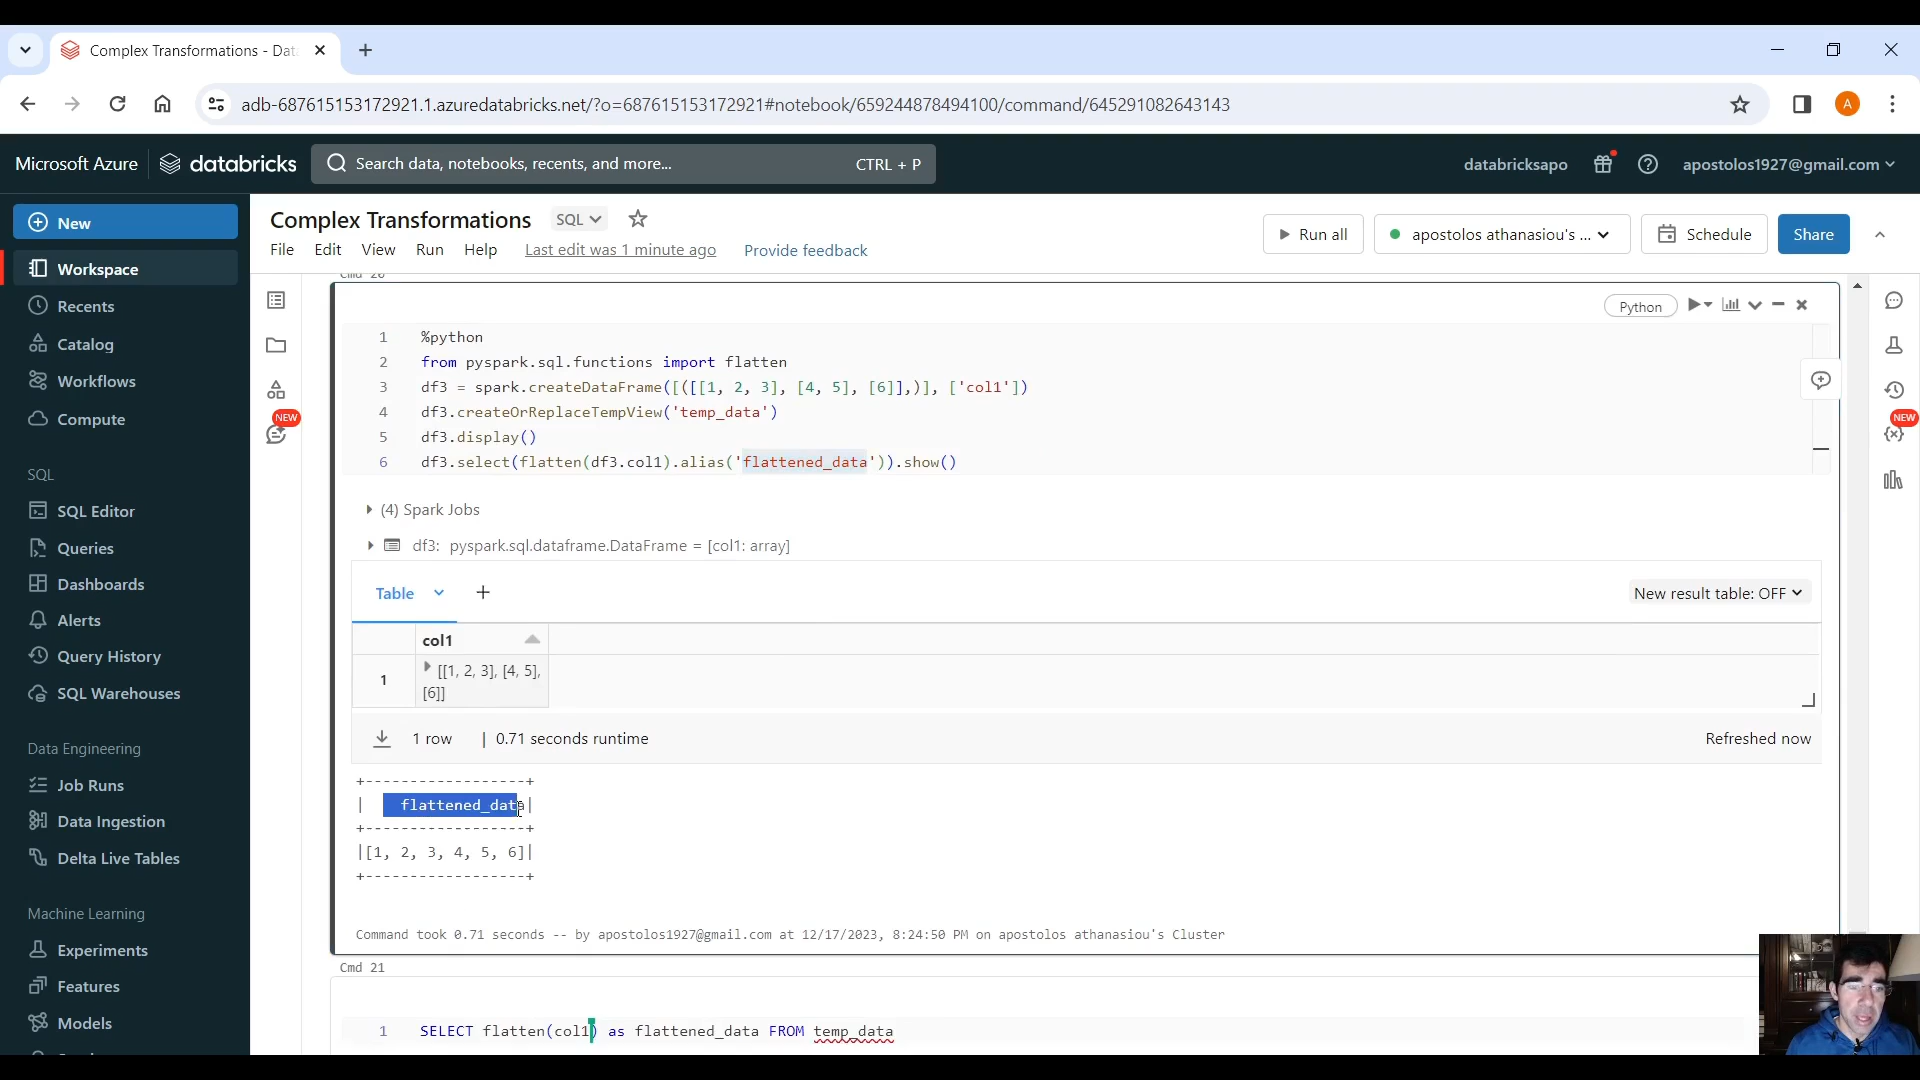 Complex Transformations - Dat
adb-687615153172921.1.azuredatabricks.net/?o=687615153172921#notebook/659244878494100/command/645291082643143
A
Microsoft Azure
databricks
Search data, notebooks, recents, and more...
CTRL + P
databricksapo
apostolos1927@gmail.com
New
Workspace
Recents
Catalog
Workflows
Compute
SQL
SQL Editor
Queries
Dashboards
Alerts
Query History
SQL Warehouses
Data Engineering
Job Runs
Data Ingestion
Delta Live Tables
Machine Learning
Experiments
Features
Models
Complex Transformations
SQL
File Edit View Run Help Last edit was 1 minute ago Provide feedback
Run all
apostolos athanasiou's ...
Schedule
Share
NEW
NEW
Cmd 20
Python
1 %python
2 from pyspark.sql.functions import flatten
3 df3 = spark.createDataFrame([([[1, 2, 3], [4, 5], [6]],)], ['col1'])
4 df3.createOrReplaceTempView('temp_data')
5 df3.display()
6 df3.select(flatten(df3.col1).alias('flattened_data')).show()
(4) Spark Jobs
df3: pyspark.sql.dataframe.DataFrame = [col1: array]
Table +
New result table: OFF
col1
1 [[1, 2, 3], [4, 5],
[6]]
1 row | 0.71 seconds runtime
Refreshed now
+------------------+
| flattened_data|
+------------------+
|[1, 2, 3, 4, 5, 6]|
+------------------+
Command took 0.71 seconds -- by apostolos1927@gmail.com at 12/17/2023, 8:24:50 PM on apostolos athanasiou's Cluster
Cmd 21
1 SELECT flatten(col1) as flattened_data FROM temp_data